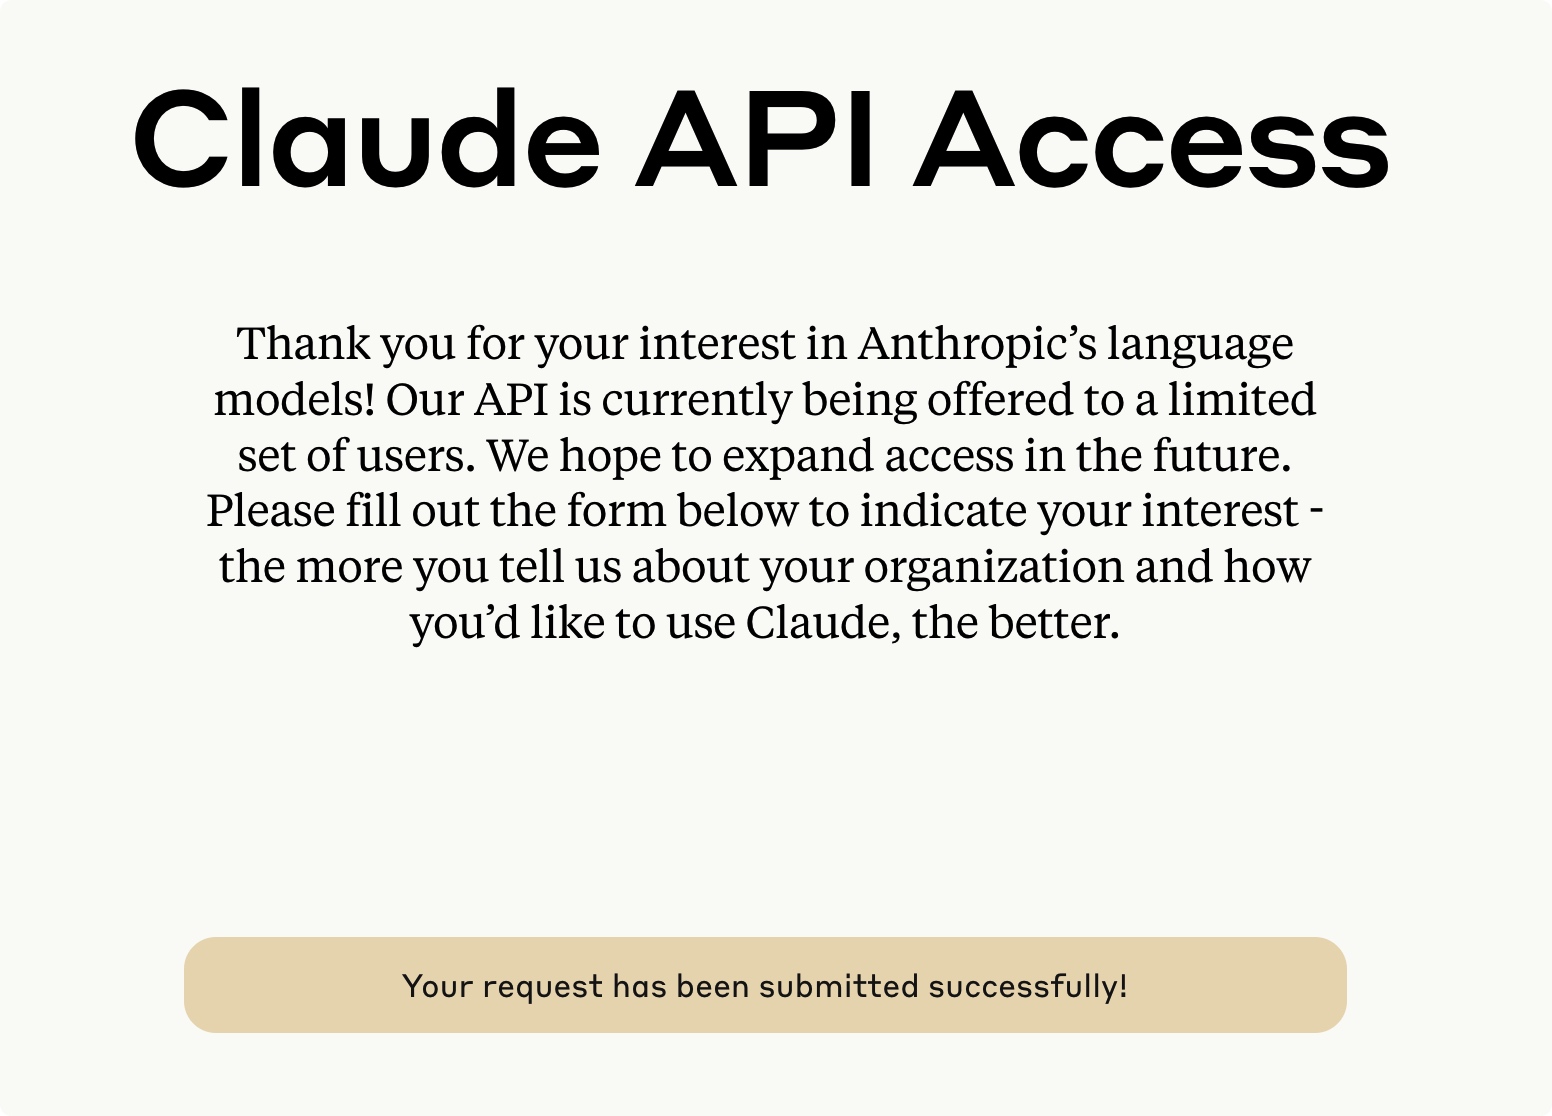 Claude API Access
Thank you for your interest in Anthropic’s language
models! Our API is currently being offered to a limited
set of users. We hope to expand access in the future.
Please fill out the form below to indicate your interest -
the more you tell us about your organization and how
you’d like to use Claude, the better.
Your request has been submitted successfully!